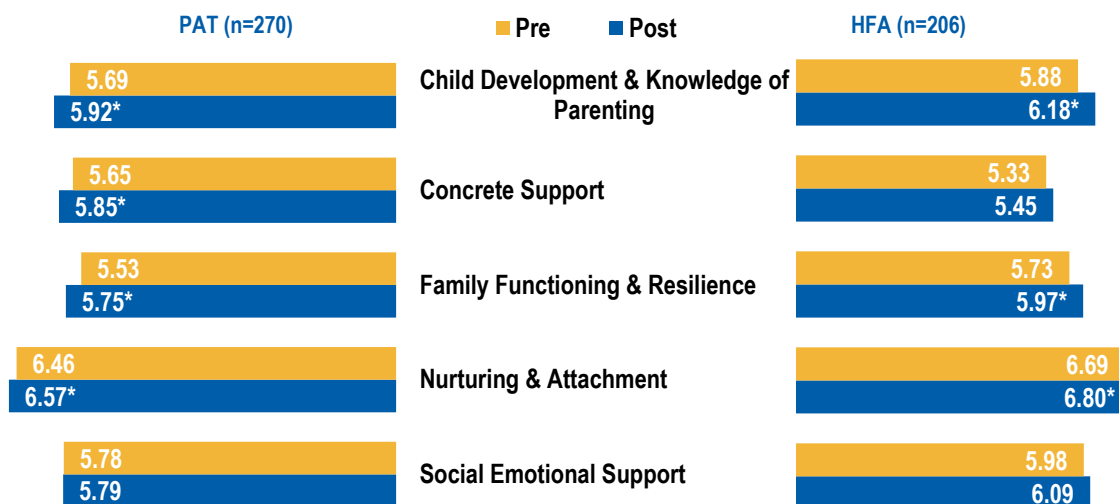 PAT (n=270)
Pre
Post
HFA (n=206)
5.69
5.92*
Child Development & Knowledge of
Parenting
5.88
6.18*
5.65
5.85*
Concrete Support
5.33
5.45
5.53
5.75*
Family Functioning & Resilience
5.73
5.97*
6.46
6.57*
Nurturing & Attachment
6.69
6.80*
5.78
5.79
Social Emotional Support
5.98
6.09